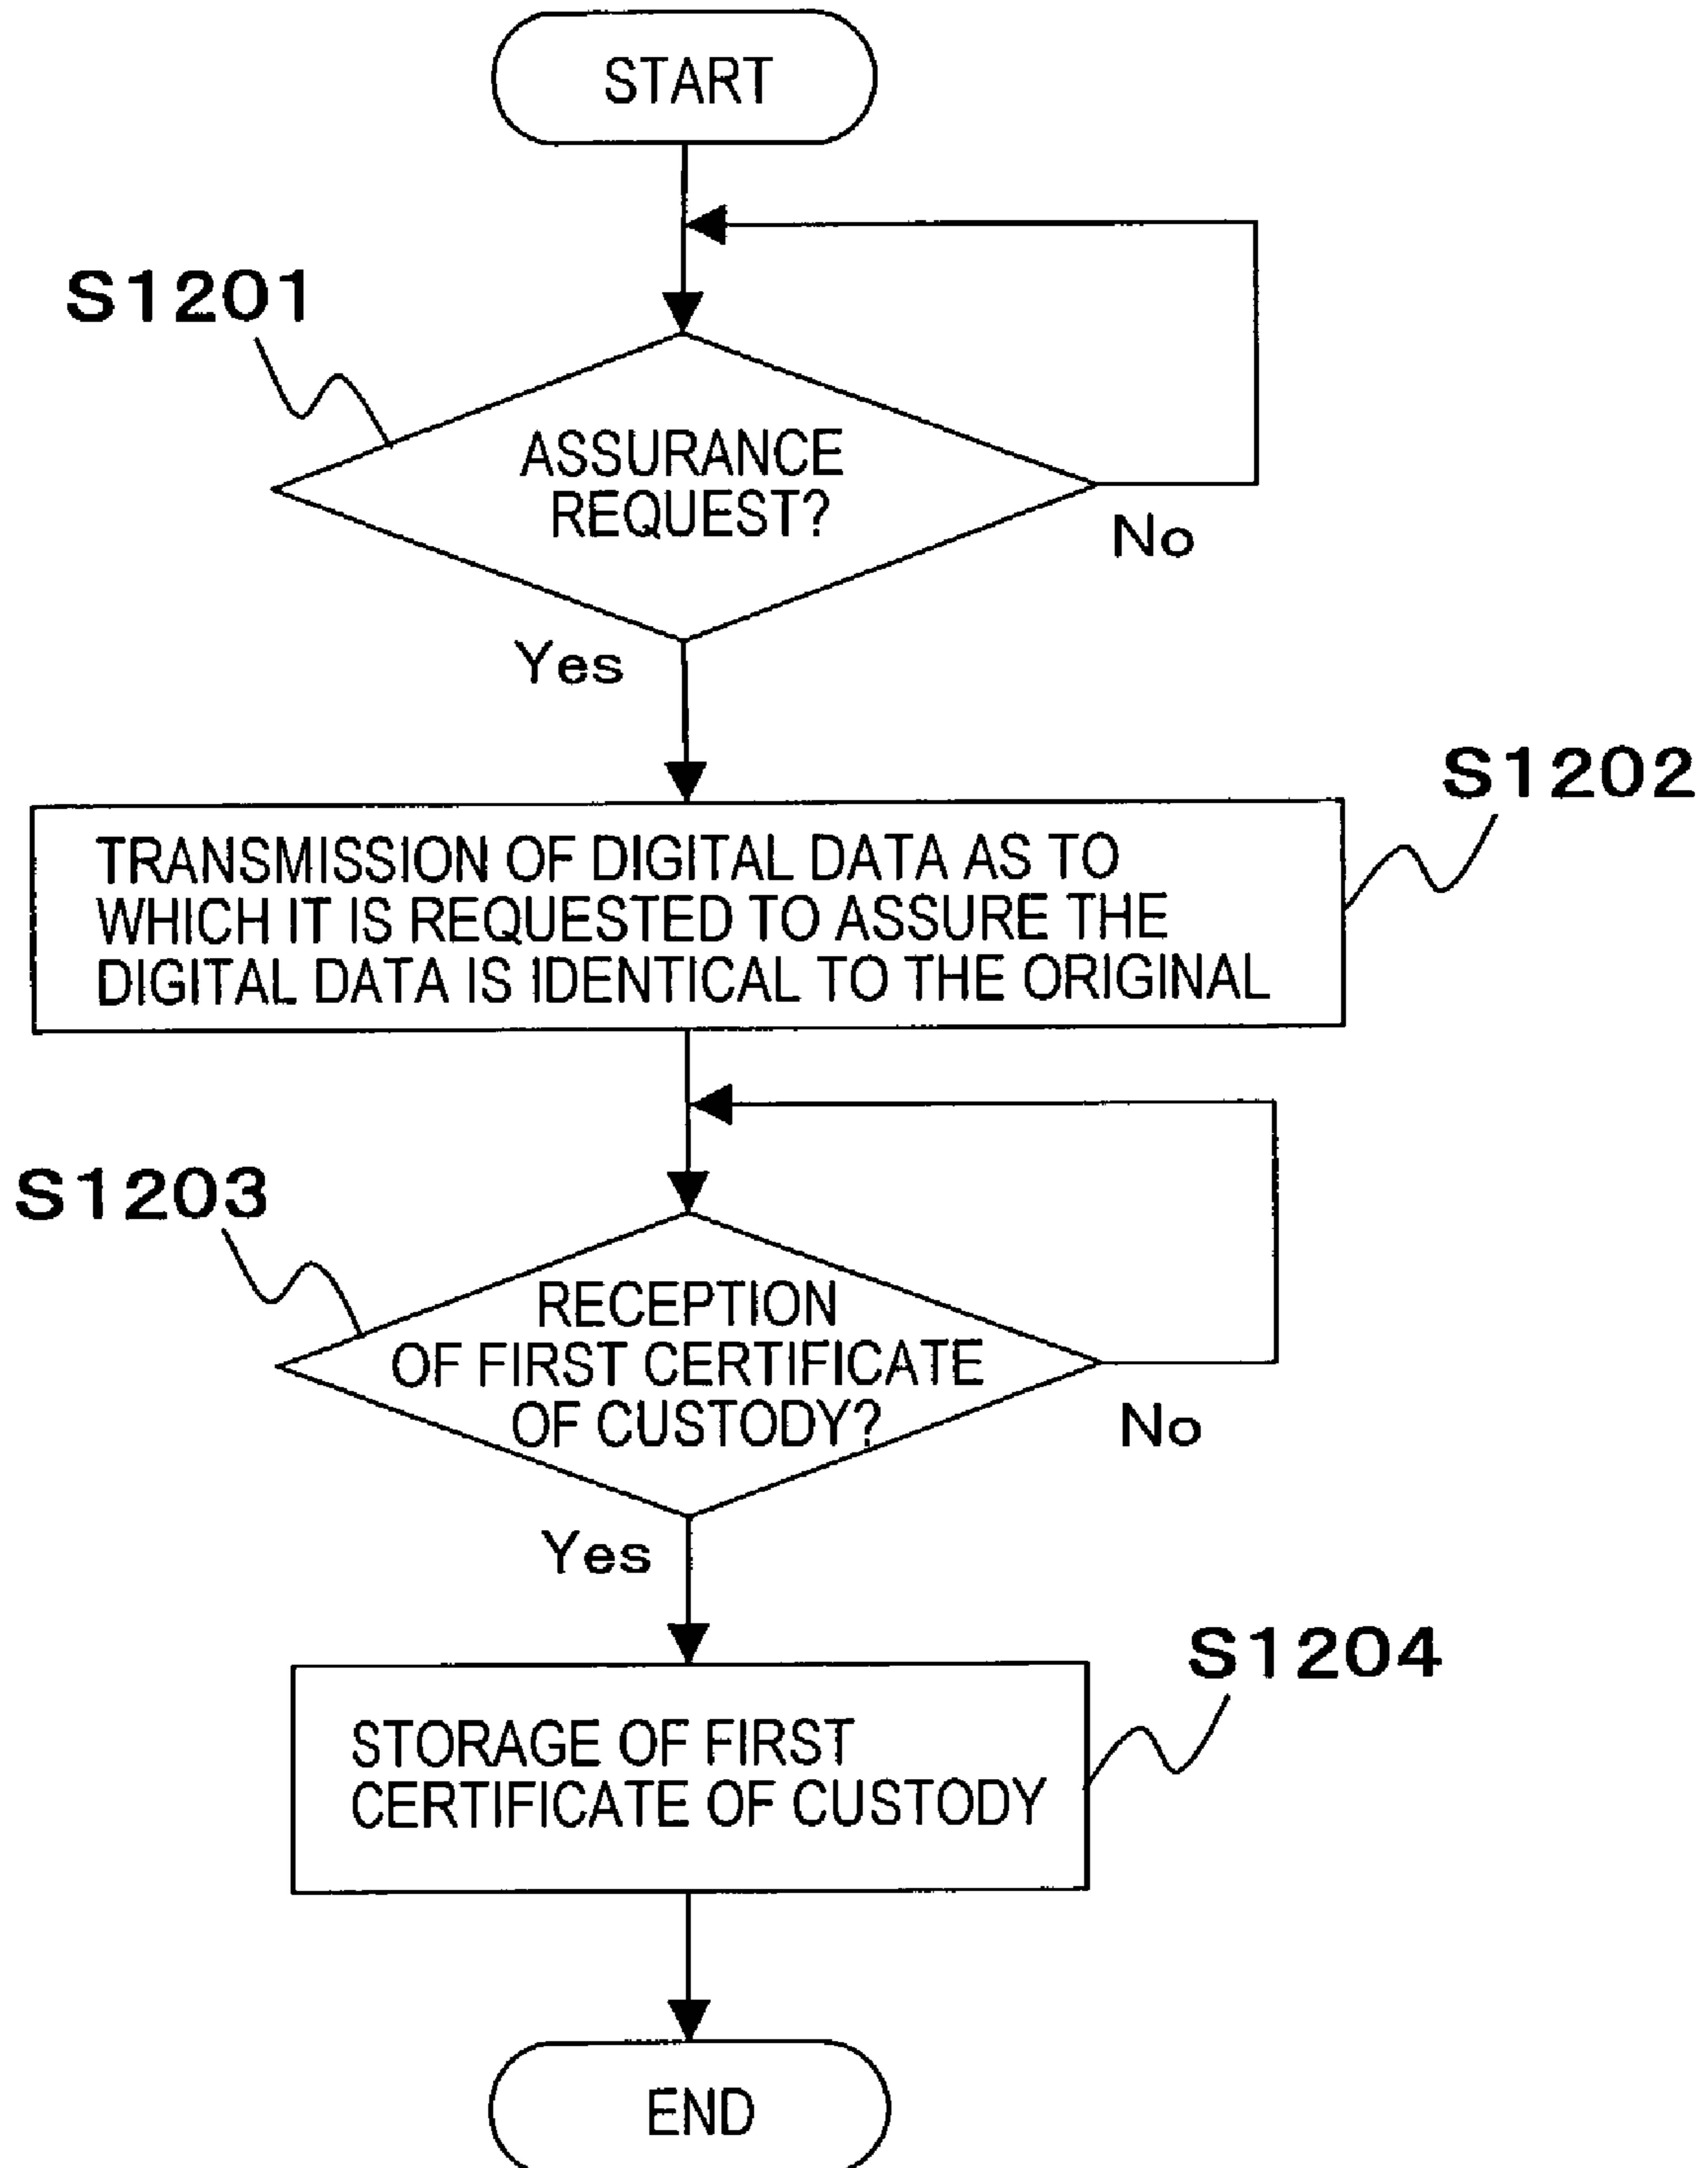 START
S1201
ASSURANCE
REQUEST?
No
Yes
S1202
TRANSMISSION OF DIGITAL DATA AS TO
WHICH IT IS REQUESTED TO ASSURE THE
DIGITAL DATA IS IDENTICAL TO THE ORIGINAL
S1203
RECEPTION
OF FIRST CERTIFICATE
OF CUSTODY?
No
Yes
S1204
STORAGE OF FIRST
CERTIFICATE OF CUSTODY
END